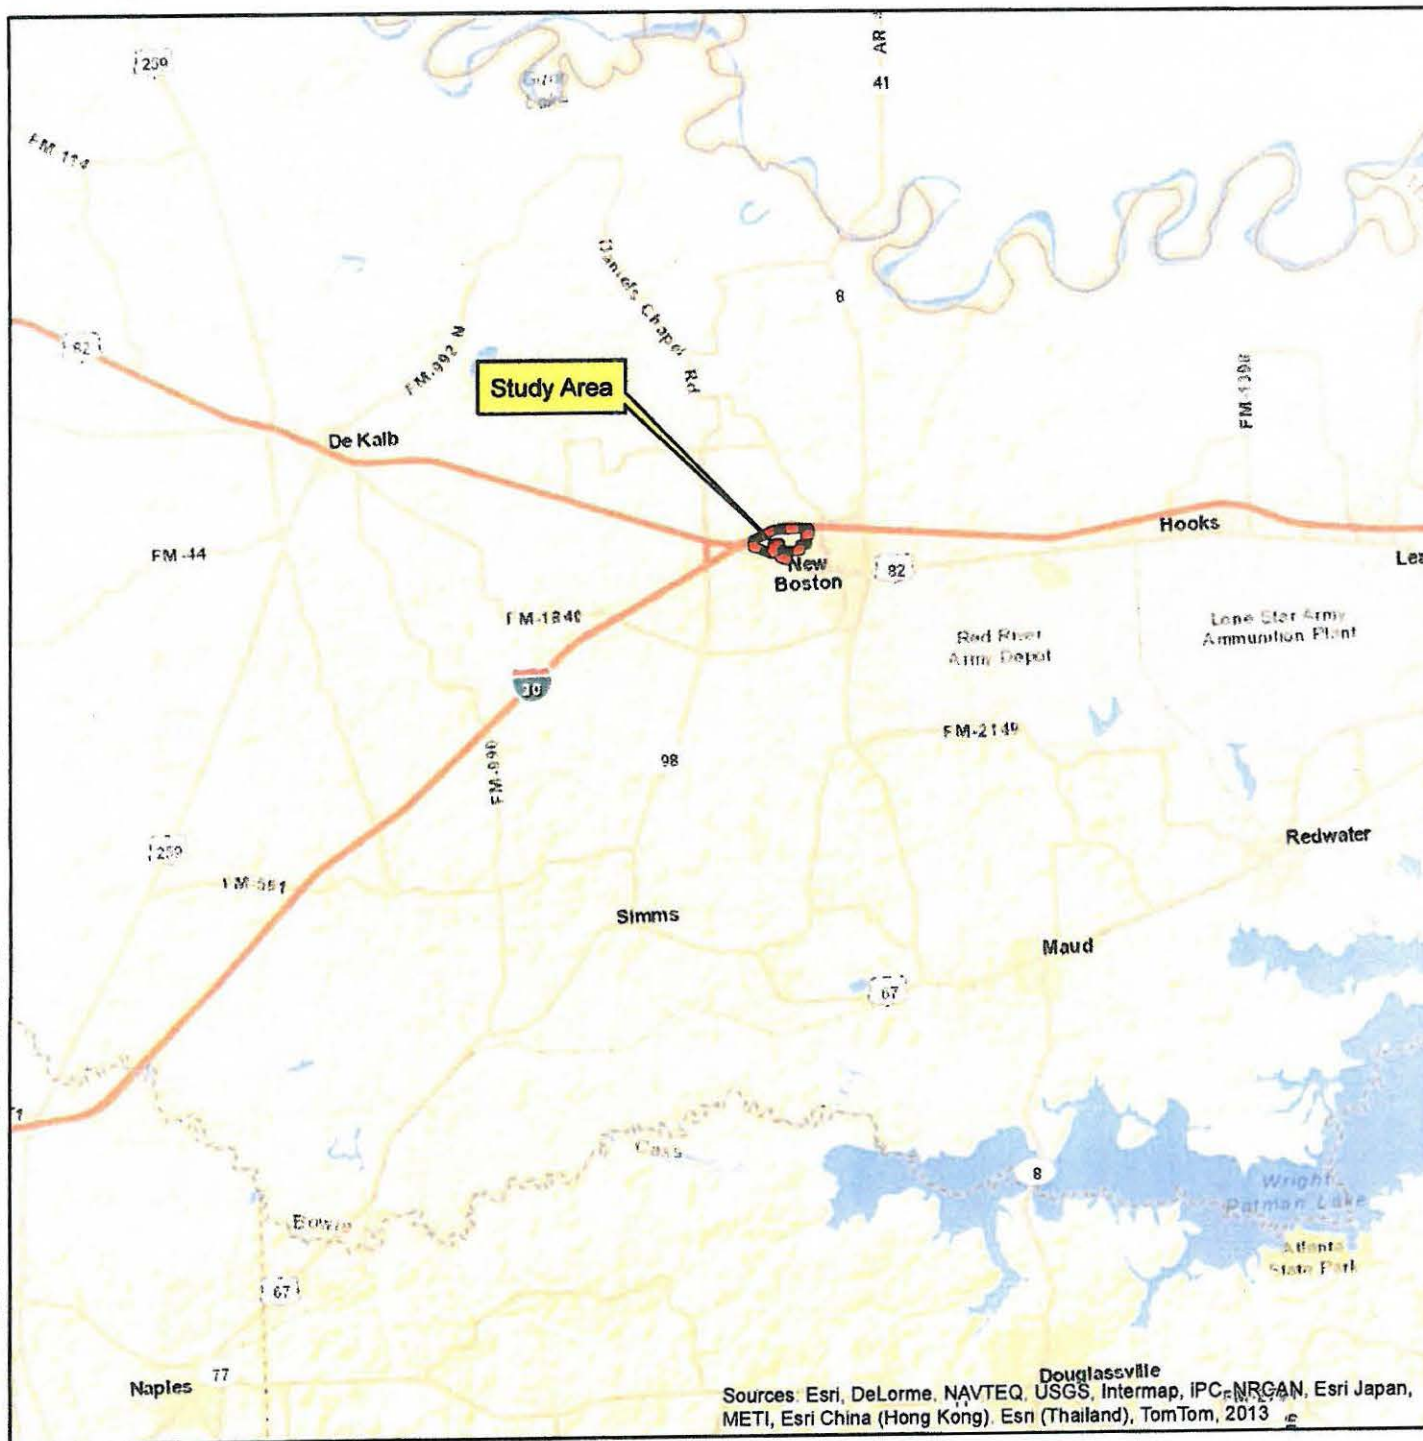 AR
259
41
FM-114
Daniels Chapel Rd
8
82
FM-992 N
FM-1398
Study Area
De Kalb
Hooks
FM-44
New
Boston
82
Lea
FM-1840
Lone Star Army
Ammunition Plant
Red River
Army Depot
30
FM-990
FM-2149
98
259
Redwater
FM-561
Simms
Maud
67
Cass
8
Wright
Patman Lake
Bowie
Atlanta
State Park
67
77
Naples
Douglassville
Sources: Esri, DeLorme, NAVTEQ, USGS, Intermap, iPC, NRCAN, Esri Japan,
METI, Esri China (Hong Kong), Esri (Thailand), TomTom, 2013